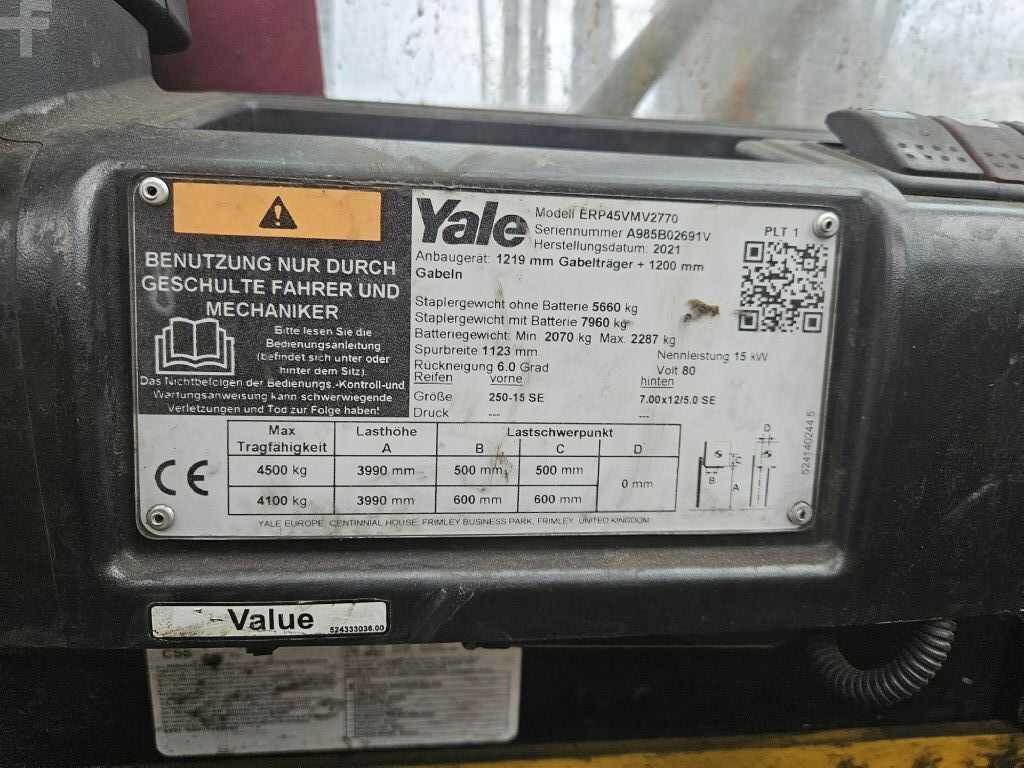 BENUTZUNG NUR DURCH
GESCHULTE FAHRER UND
MECHANIKER
Bitte lesen Sie die
Bedienungsanleitung
(befindet sich unter oder
hinter dem Sitz).
Das Nichtbefolgen der Bedienungs.-Kontroll-und
Wartungsanweisung kann schwerwiegende
Verletzungen und Tod zur Folge haben!
Yale
Modell ERP45VMV2770
Seriennummer A985B02691V
Herstellungsdatum: 2021
PLT 1
Anbaugerät: 1219 mm Gabelträger + 1200 mm
Gabeln
Staplergewicht ohne Batterie 5660 kg
Staplergewicht mit Batterie 7960 kg
Batteriegewicht: Min 2070 kg Max. 2287 kg
Spurbreite 1123 mm
Nennleistung 15 kW
Rückneigung 6.0 Grad
Volt 80
Reifen vorne hinten
Größe 250-15 SE 7.00x12/5.0 SE
Druck --- ---
Max Tragfähigkeit Lasthöhe A Lastschwerpunkt B C D
4500 kg 3990 mm 500 mm 500 mm 0 mm
4100 kg 3990 mm 600 mm 600 mm
CE
D
B A
524140244 5
YALE EUROPE, CENTINNIAL HOUSE, FRIMLEY BUSINESS PARK, FRIMLEY, UNITED KINGDOM
Value
524333036.00